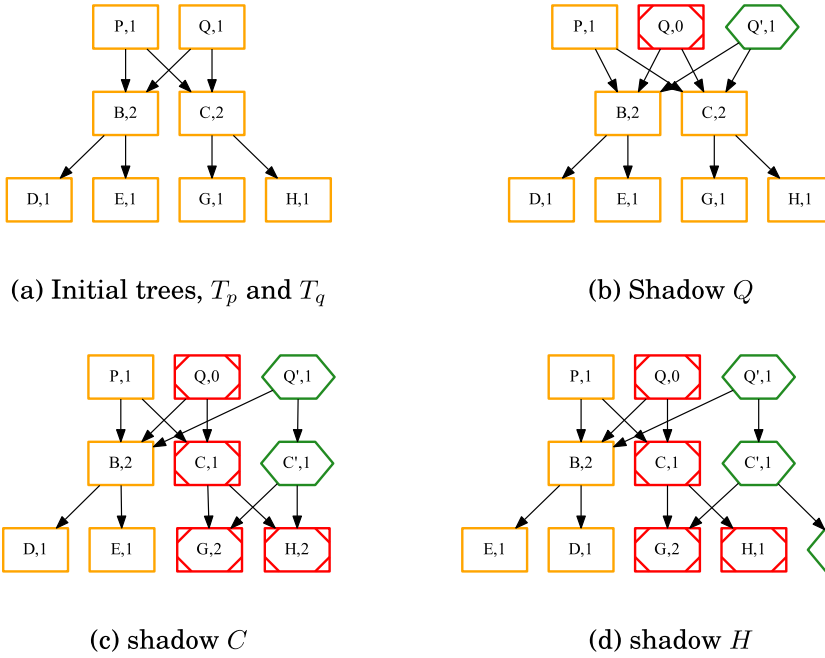 P,1 Q,1
B,2 C,2
D,1 E,1 G,1 H,1
(a) Initial trees, Tp and Tq
P,1 Q,0 Q',1
B,2 C,2
D,1 E,1 G,1 H,1
(b) Shadow Q
P,1 Q,0 Q',1
B,2 C,1 C',1
D,1 E,1 G,2 H,2
(c) shadow C
P,1 Q,0 Q',1
B,2 C,1 C',1
E,1 D,1 G,2 H,1
(d) shadow H